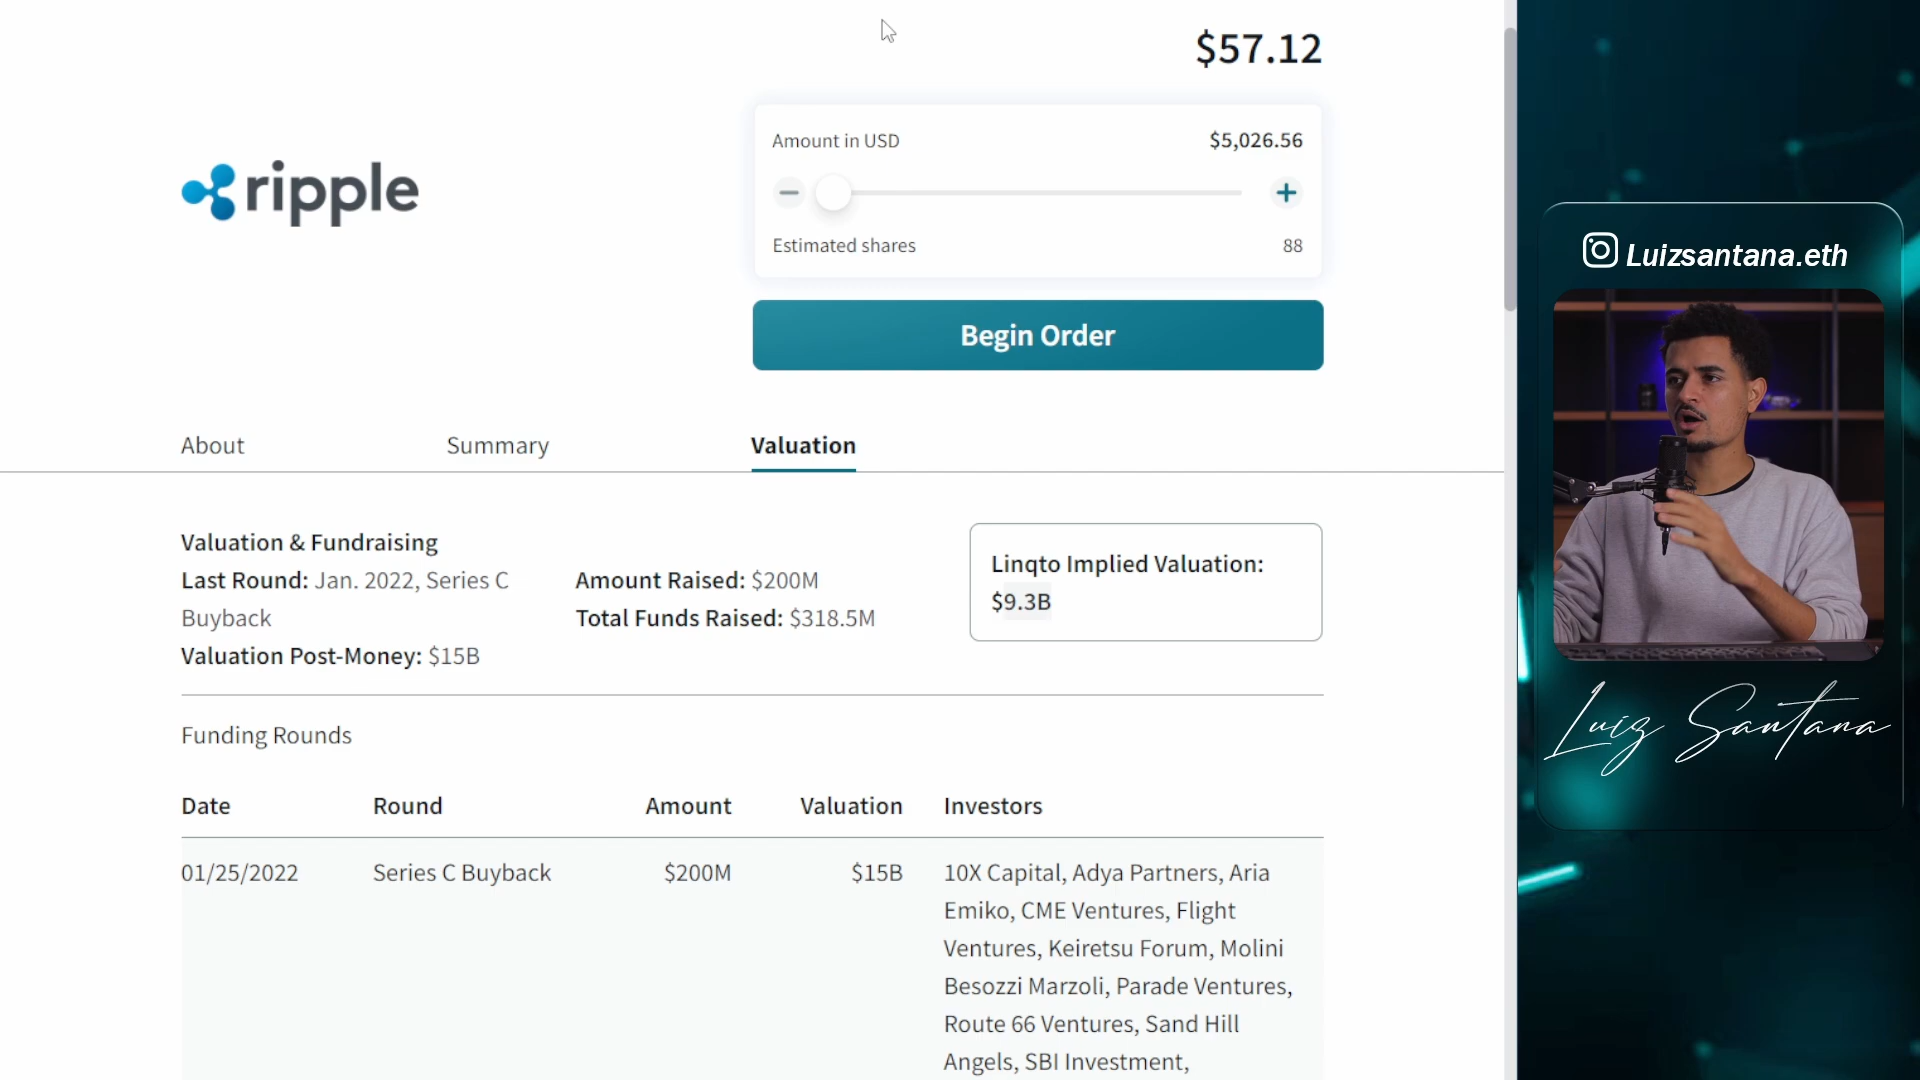 $57.12
Amount in USD
$5,026.56
ripple
Estimated shares
88
Begin Order
About
Summary
Valuation
Valuation & Fundraising
Last Round: Jan. 2022, Series C
Buyback
Valuation Post-Money: $15B
Amount Raised: $200M
Total Funds Raised: $318.5M
Linqto Implied Valuation:
$9.3B
Funding Rounds
Date Round Amount Valuation Investors
01/25/2022 Series C Buyback $200M $15B 10X Capital, Adya Partners, Aria
Emiko, CME Ventures, Flight
Ventures, Keiretsu Forum, Molini
Besozzi Marzoli, Parade Ventures,
Route 66 Ventures, Sand Hill
Angels, SBI Investment,
Luizsantana.eth
Luiz Santana